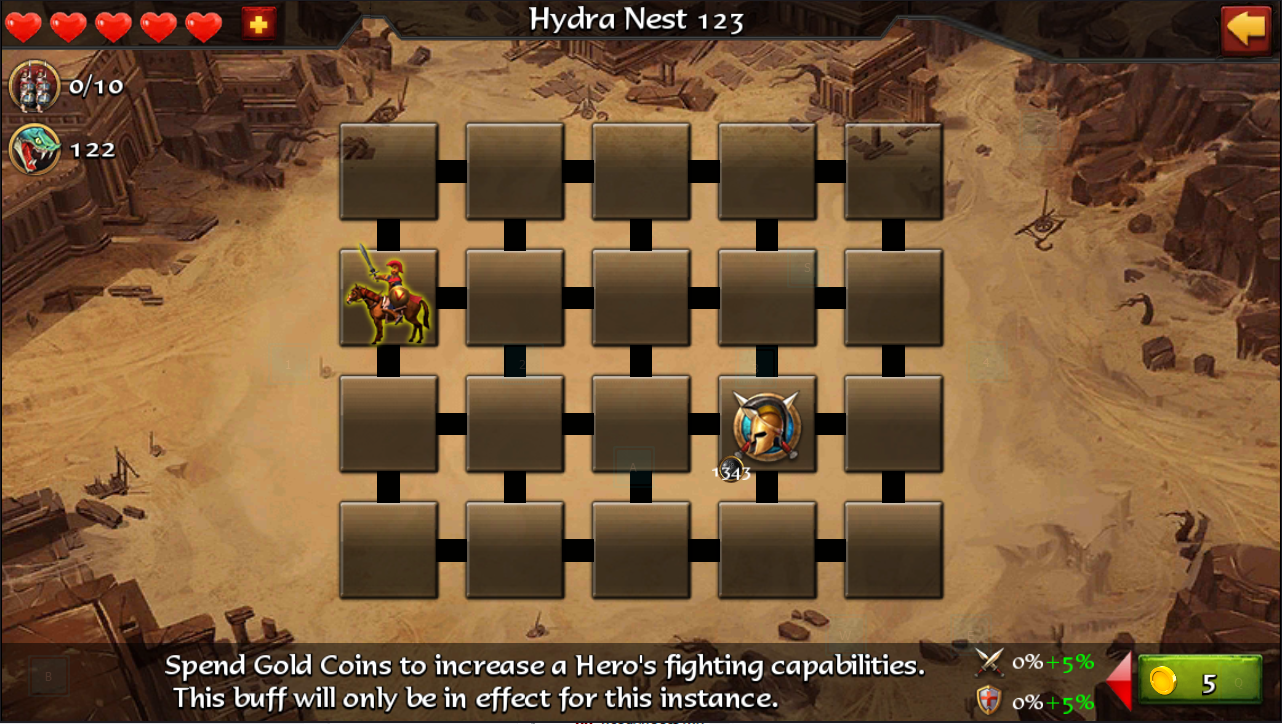 Hydra Nest 123
0/10
122
1343
Spend Gold Coins to increase a Hero's fighting capabilities.
This buff will only be in effect for this instance.
0%+5%
0%+5%
5